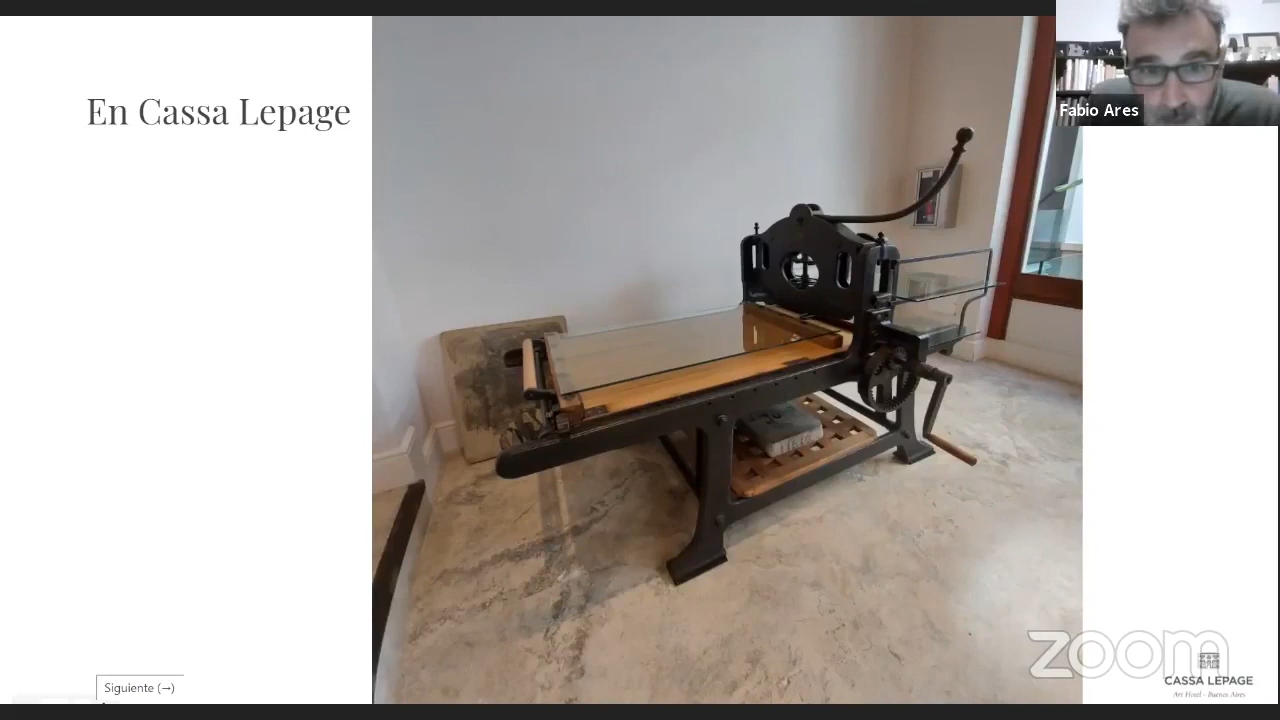 En Cassa Lepage
Fabio Ares
Siguiente (→)
zoom
CASSA LEPAGE
Art Hotel - Buenos Aires